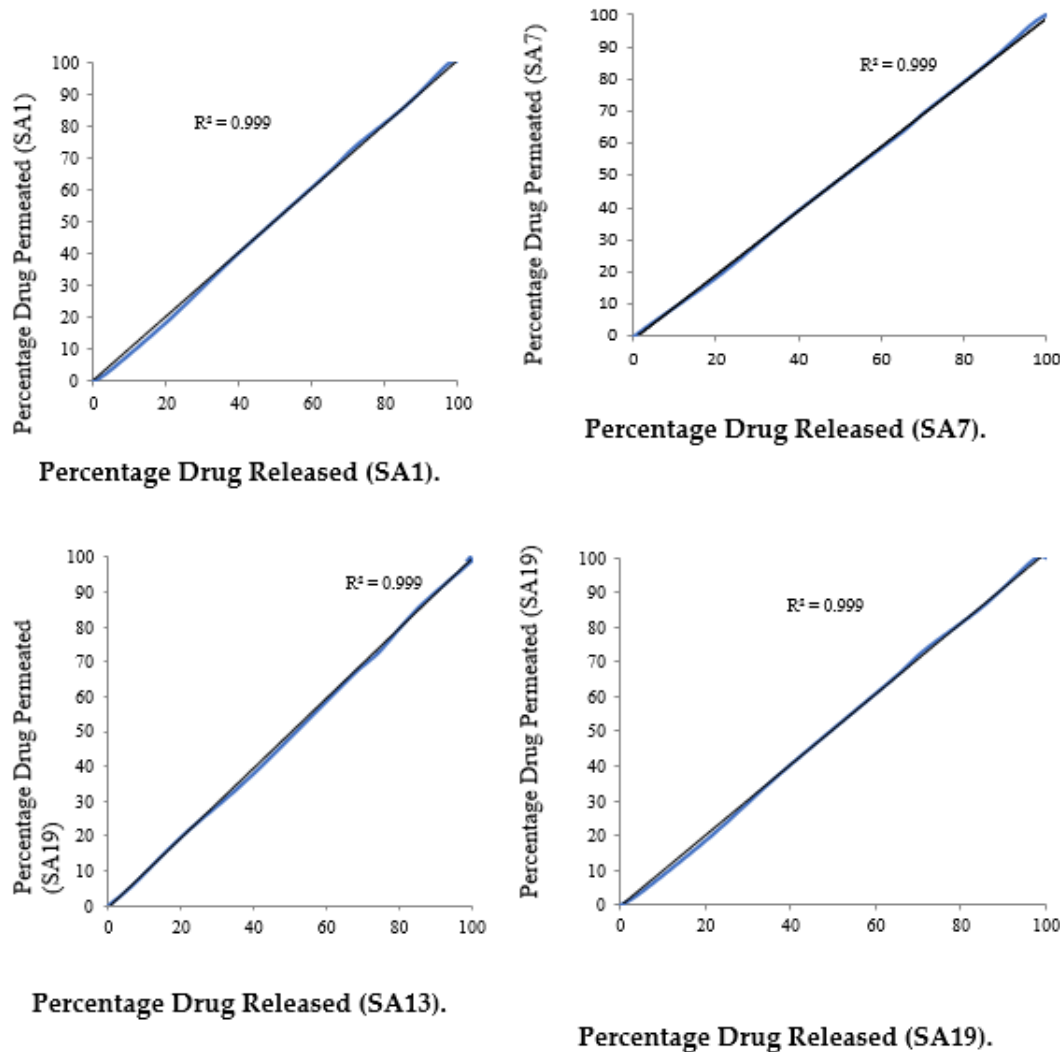 Percentage Drug Permeated (SA1)
100
90
80
70
60
50
40
30
20
10
0
R² = 0.999
0 20 40 60 80 100
Percentage Drug Released (SA1).
Percentage Drug Permeated (SA7)
100
90
80
70
60
50
40
30
20
10
0
R² = 0.999
0 20 40 60 80 100
Percentage Drug Released (SA7).
Percentage Drug Permeated
(SA19)
100
90
80
70
60
50
40
30
20
10
0
R² = 0.999
0 20 40 60 80 100
Percentage Drug Released (SA13).
Percentage Drug Permeated (SA19)
100
90
80
70
60
50
40
30
20
10
0
R² = 0.999
0 20 40 60 80 100
Percentage Drug Released (SA19).